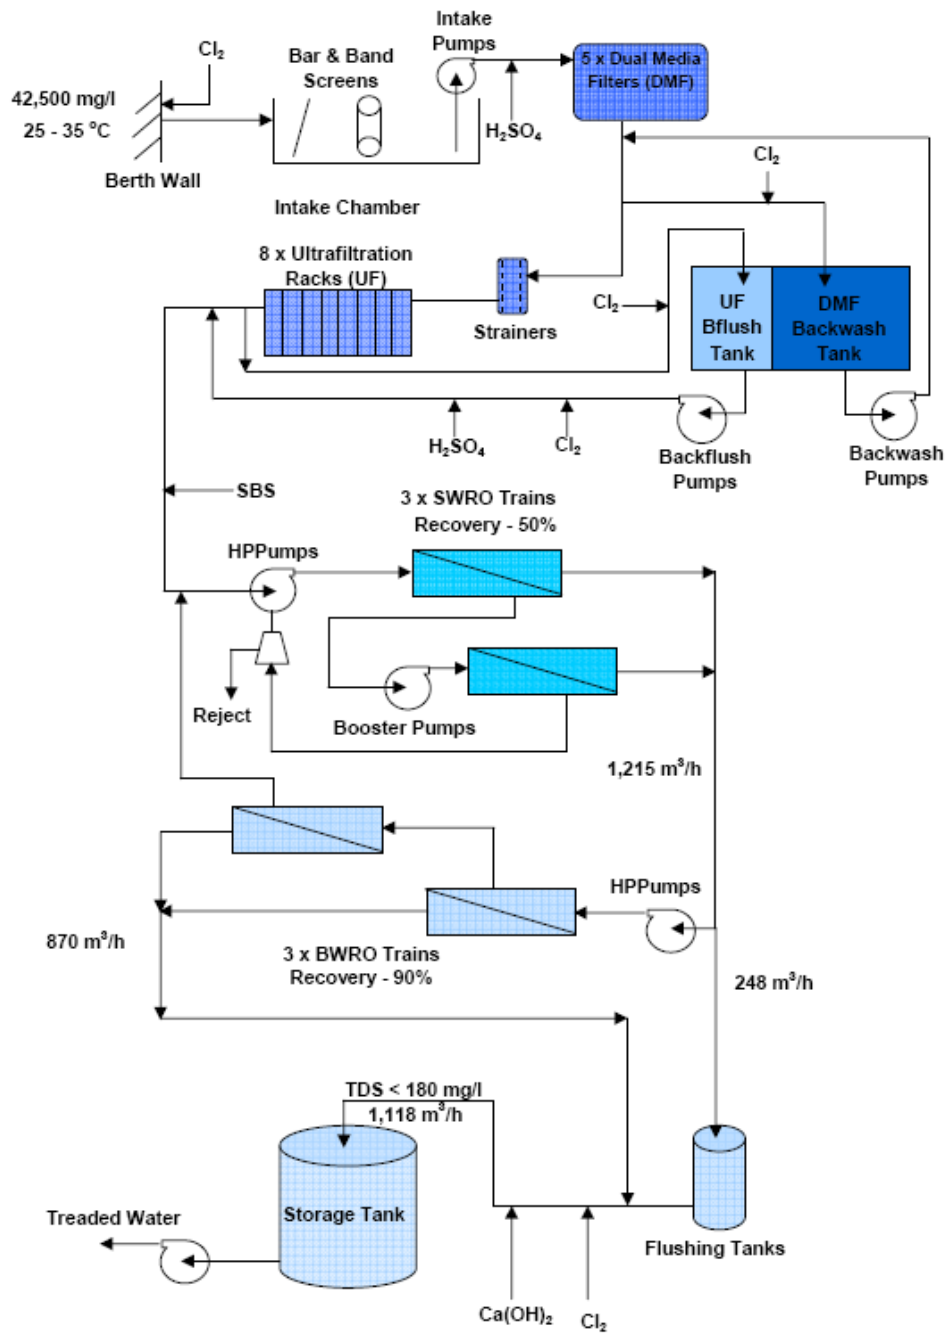 Intake
Pumps
Cl₂
Bar & Band
Screens
5 x Dual Media
Filters (DMF)
42,500 mg/l
25 - 35 °C
H₂SO₄
Berth Wall
Cl₂
Intake Chamber
8 x Ultrafiltration
Racks (UF)
Cl₂
Strainers
UF
Bflush
Tank
DMF
Backwash
Tank
H₂SO₄
Cl₂
Backflush
Pumps
Backwash
Pumps
SBS
3 x SWRO Trains
Recovery - 50%
HPPumps
Reject
Booster Pumps
1,215 m³/h
HPPumps
870 m³/h
3 x BWRO Trains
Recovery - 90%
248 m³/h
TDS < 180 mg/l
1,118 m³/h
Storage Tank
Treaded Water
Flushing Tanks
Ca(OH)₂
Cl₂